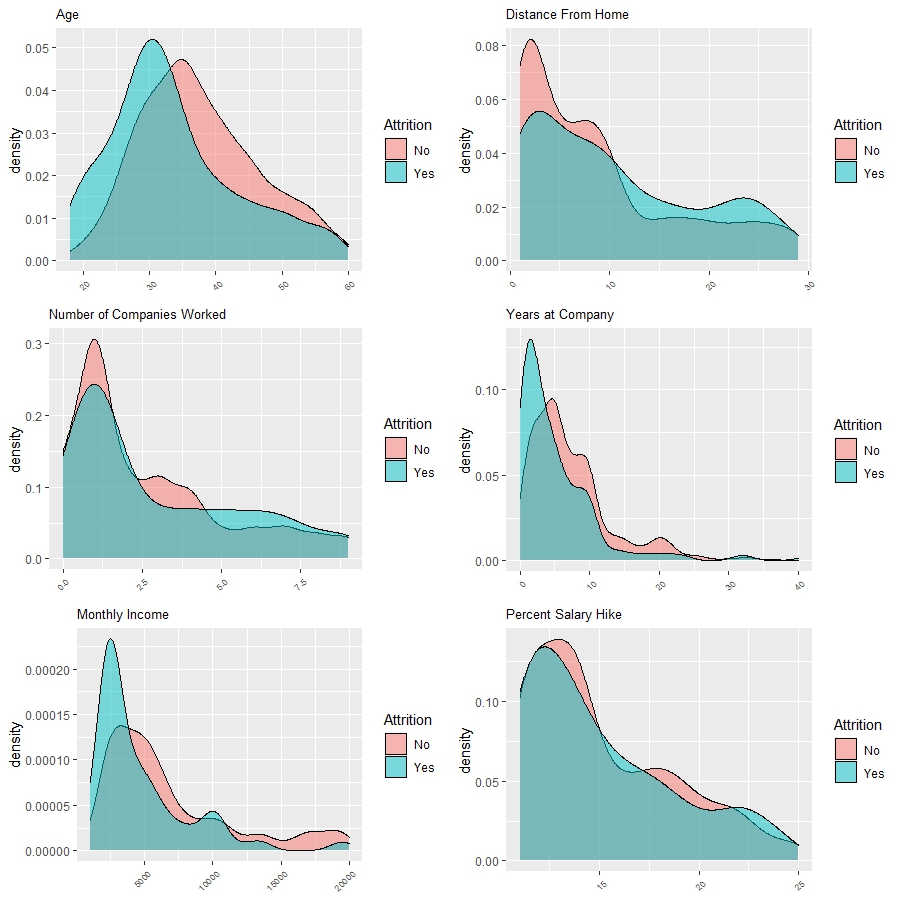 Age
density
0.05
0.04
0.03
0.02
0.01
0.00
20
30
40
50
60
Attrition
No
Yes
Distance From Home
density
0.08
0.06
0.04
0.02
0.00
0
10
20
30
Attrition
No
Yes
Number of Companies Worked
density
0.3
0.2
0.1
0.0
0.0
2.5
5.0
7.5
Attrition
No
Yes
Years at Company
density
0.10
0.05
0.00
0
10
20
30
40
Attrition
No
Yes
Monthly Income
density
0.00020
0.00015
0.00010
0.00005
0.00000
5000
10000
15000
20000
Attrition
No
Yes
Percent Salary Hike
density
0.10
0.05
0.00
15
20
25
Attrition
No
Yes